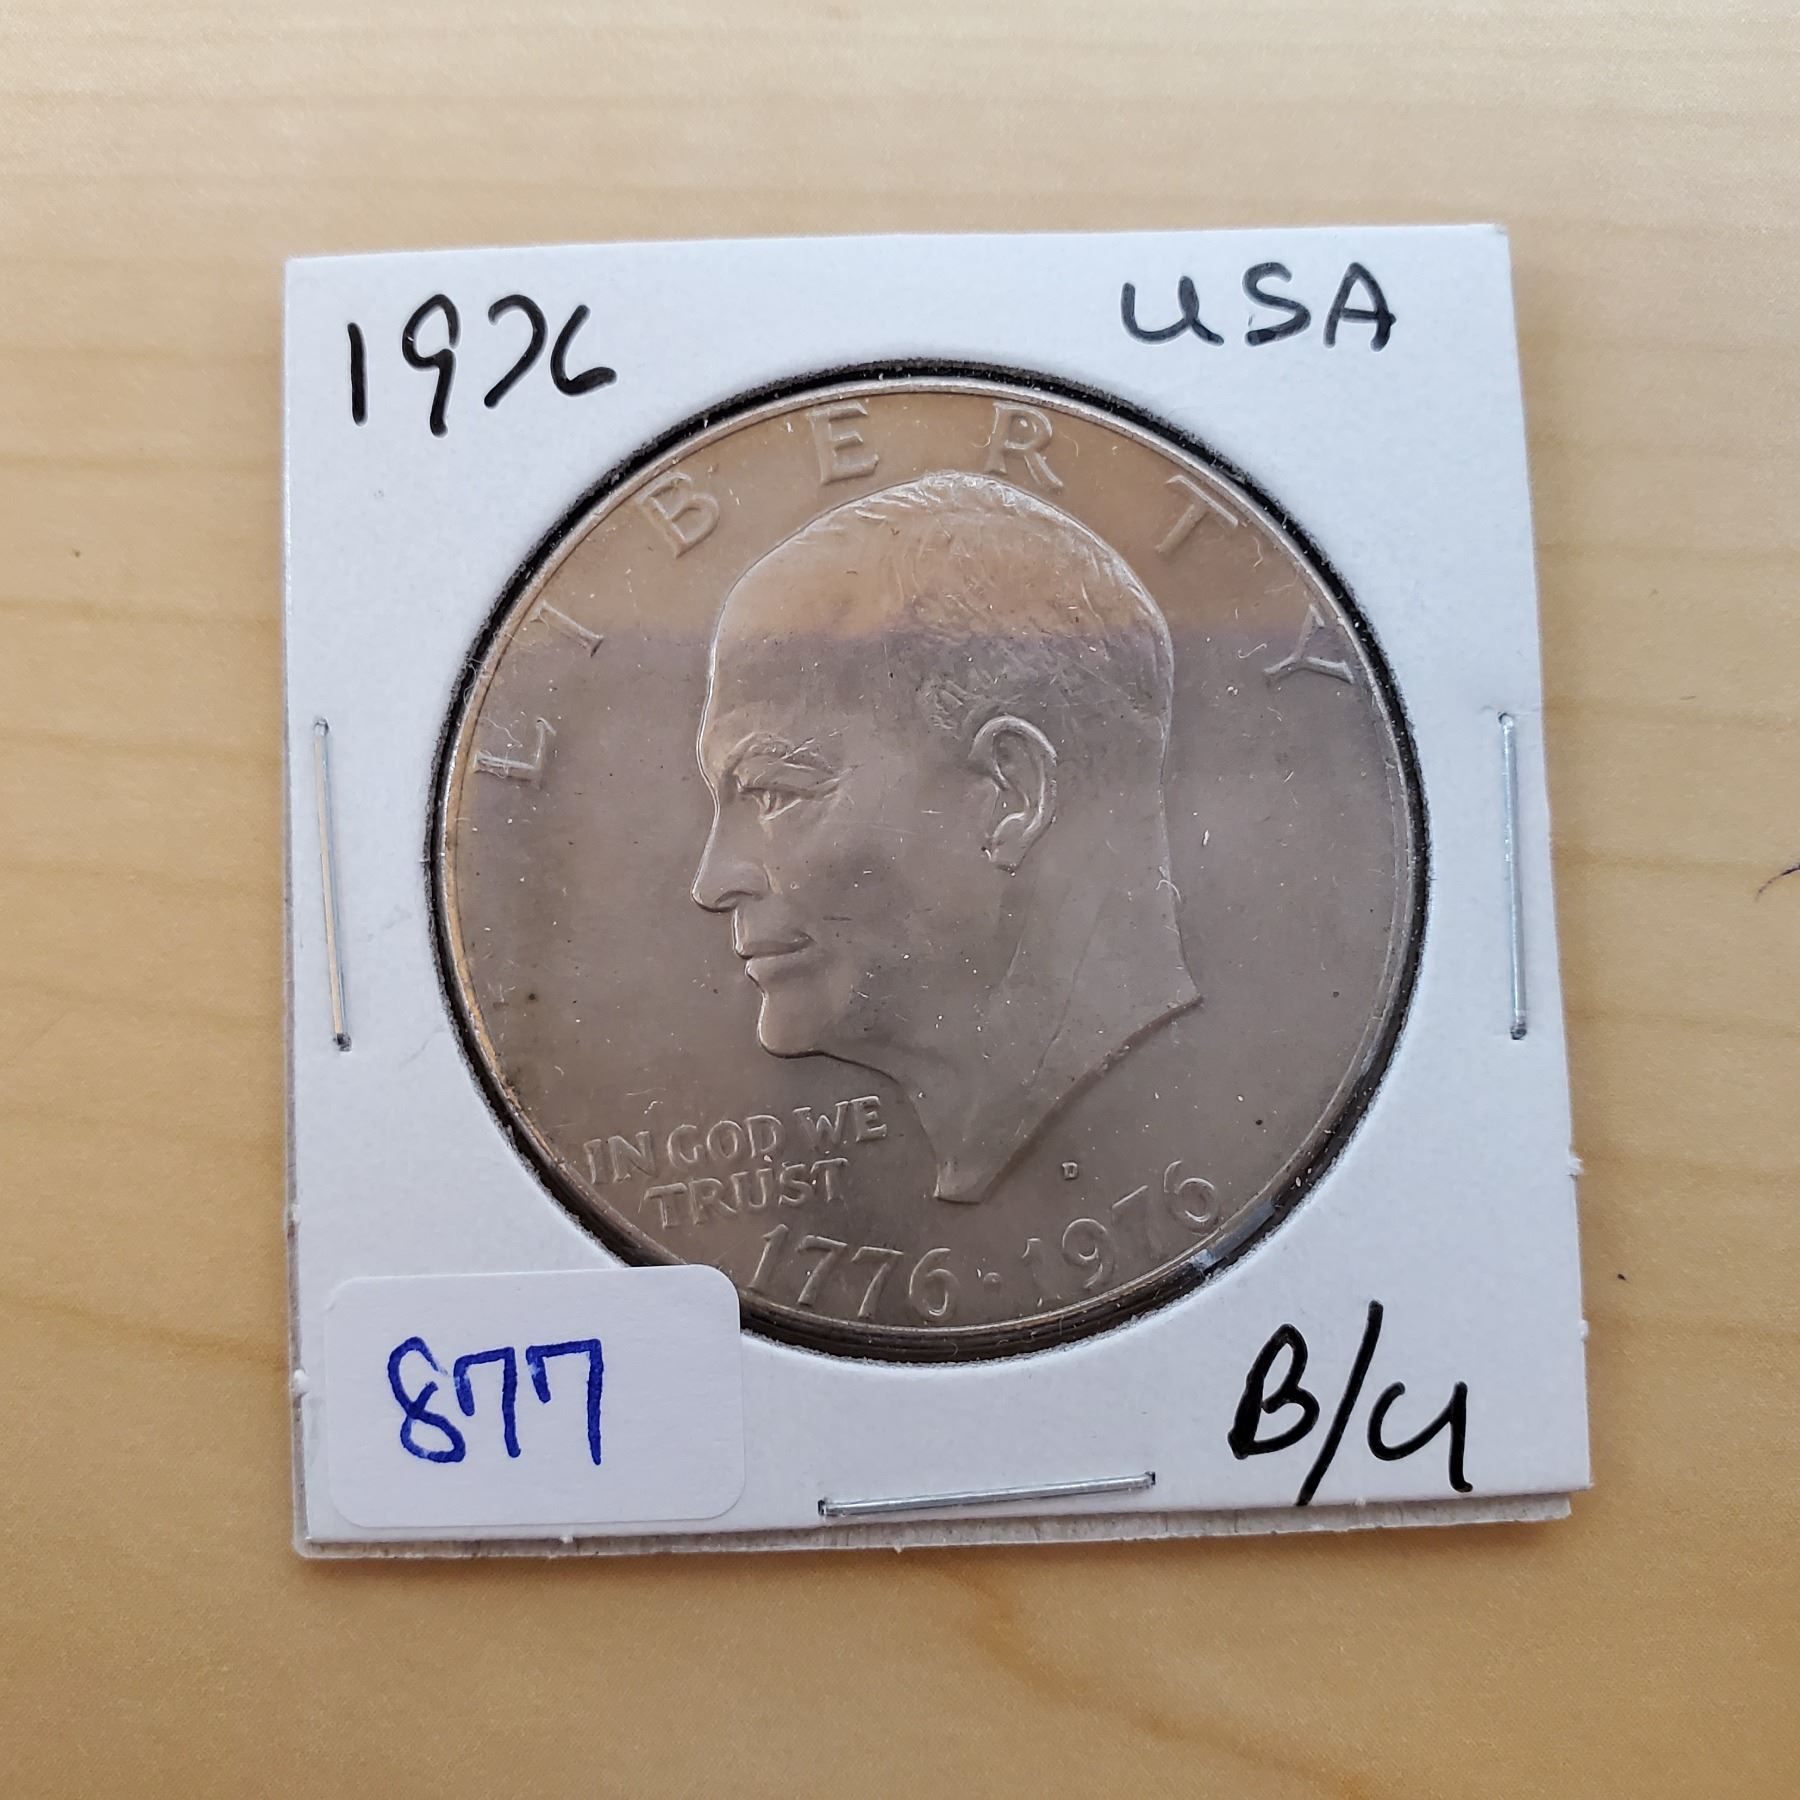 1976 USA
LIBERTY
IN GOD WE
TRUST
D
1776·1976
877
B/U